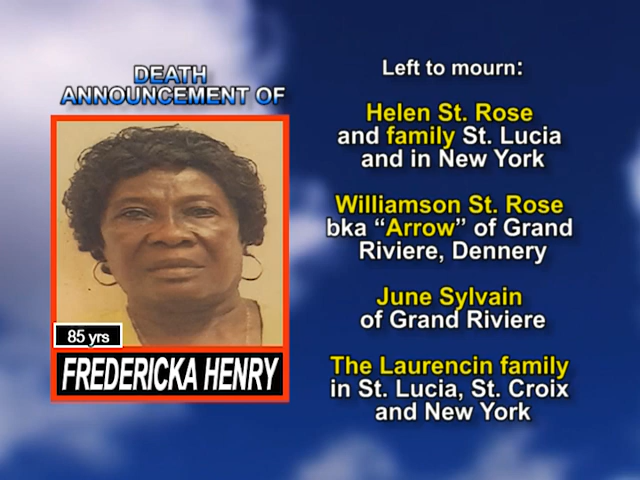 DEATH
ANNOUNCEMENT OF
85 yrs
FREDERICKA HENRY
Left to mourn:
Helen St. Rose
and family St. Lucia
and in New York
Williamson St. Rose
bka “Arrow” of Grand
Riviere, Dennery
June Sylvain
of Grand Riviere
The Laurencin family
in St. Lucia, St. Croix
and New York